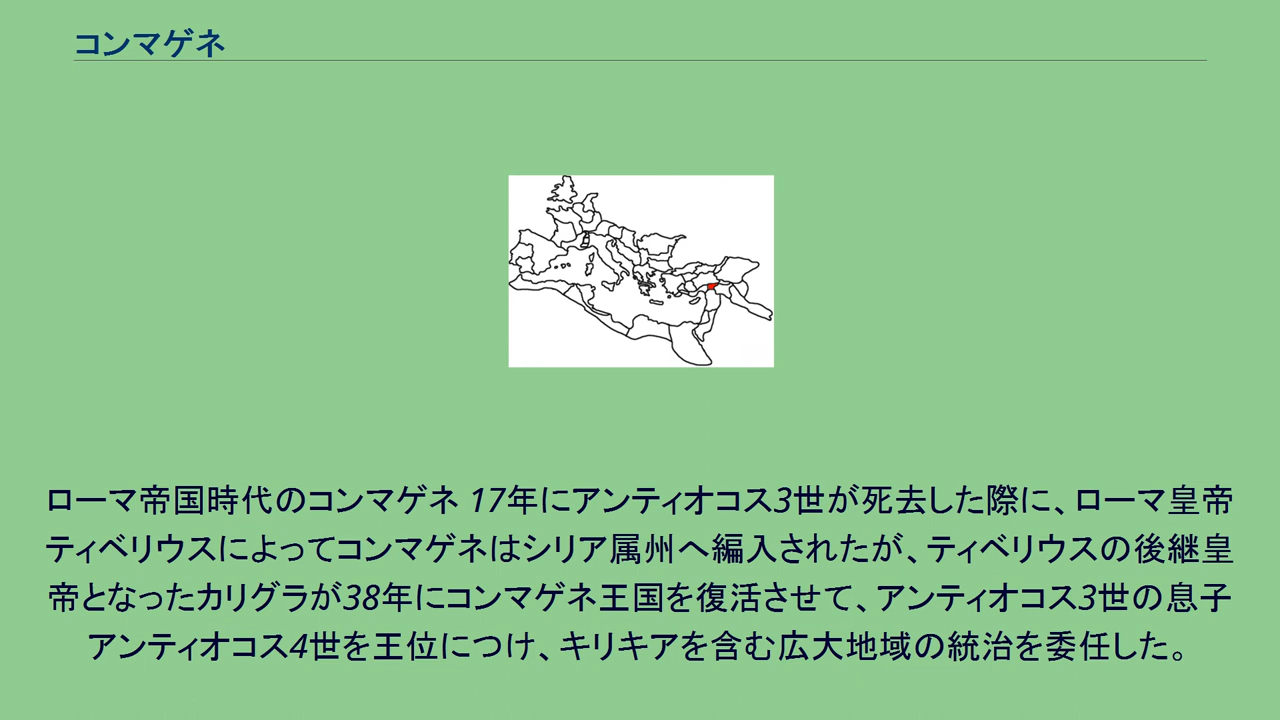 コンマゲネ
ローマ帝国時代のコンマゲネ 17年にアンティオコス3世が死去した際に、ローマ皇帝
ティベリウスによってコンマゲネはシリア属州へ編入されたが、ティベリウスの後継皇
帝となったカリグラが38年にコンマゲネ王国を復活させて、アンティオコス3世の息子
アンティオコス4世を王位につけ、キリキアを含む広大地域の統治を委任した。